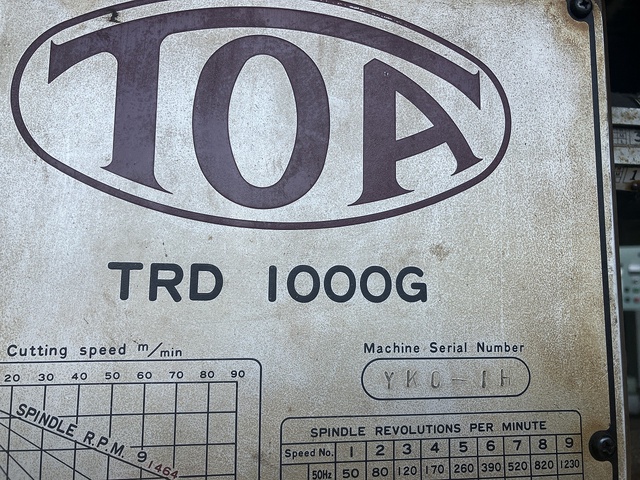 TOA
TRD 1000G
Cutting speed m/min
20 30 40 50 60 70 80 90
SPINDLE R.P.M. 9 1464
Machine Serial Number
SPINDLE REVOLUTIONS PER MINUTE
Speed No. 1 2 3 4 5 6 7 8 9
50Hz 50 80 120 170 260 390 520 820 1230